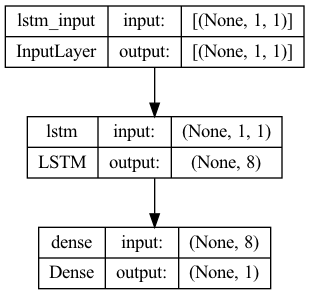 lstm_input input: [(None, 1, 1)]
InputLayer output: [(None, 1, 1)]
lstm input: (None, 1, 1)
LSTM output: (None, 8)
dense input: (None, 8)
Dense output: (None, 1)